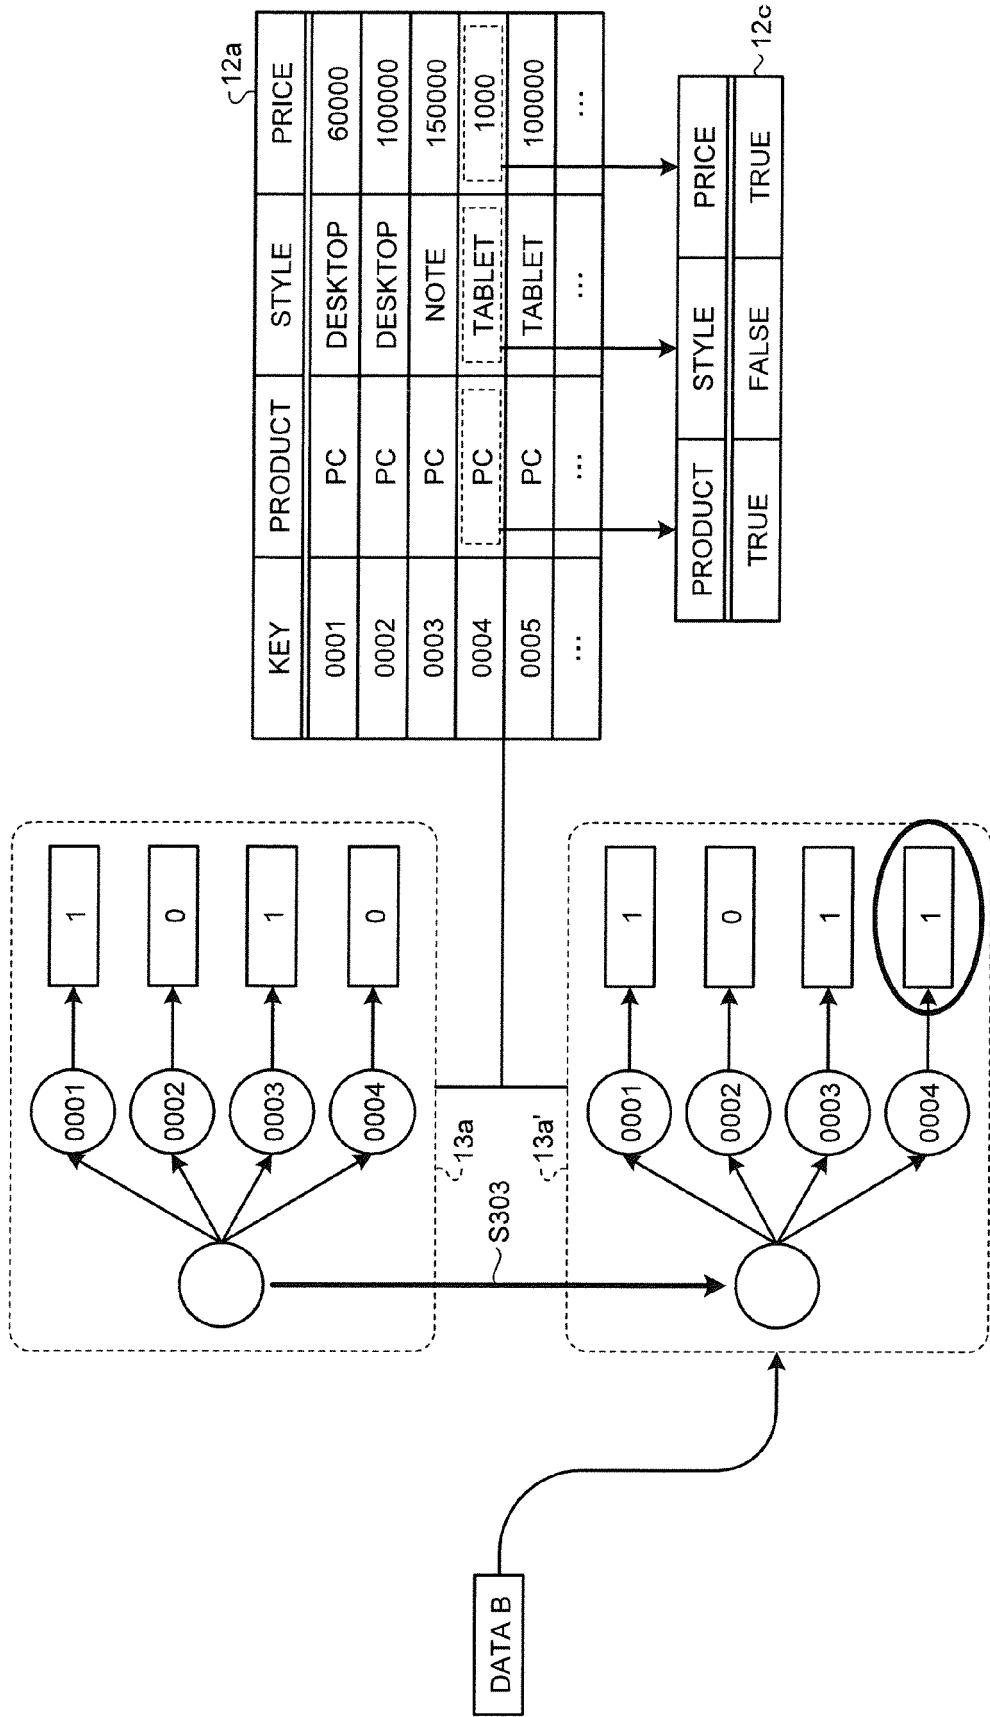 DATA B
S303
13a
0001 1
0002 0
0003 1
0004 0
13a'
0001 1
0002 0
0003 1
0004 1
12a
KEY PRODUCT STYLE PRICE
0001 PC DESKTOP 60000
0002 PC DESKTOP 100000
0003 PC NOTE 150000
0004 PC TABLET 1000
0005 PC TABLET 100000
... ... ... ...
12c
PRODUCT STYLE PRICE
TRUE FALSE TRUE